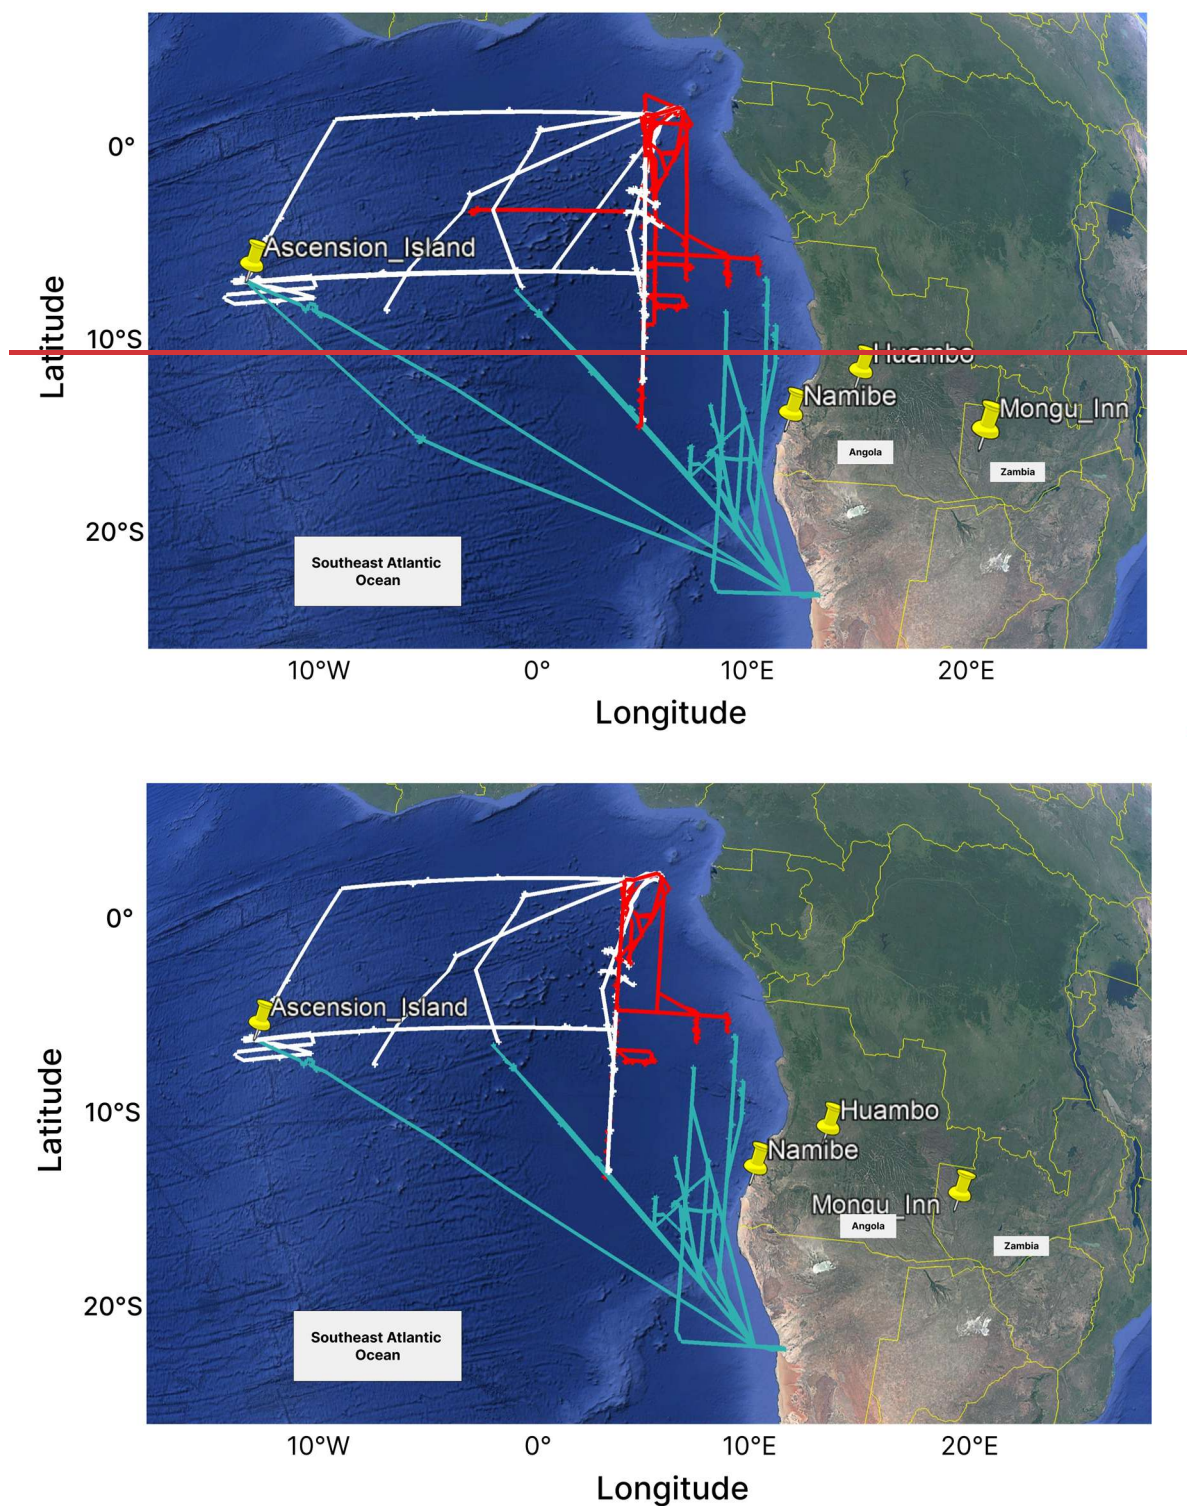 0°
Ascension_Island
Latitude
10°S
Huambo
Namibe
Mongu_Inn
Angola
Zambia
20°S
Southeast Atlantic
Ocean
10°W
0°
10°E
20°E
Longitude
0°
Ascension_Island
Latitude
10°S
Huambo
Namibe
Mongu_Inn
Angola
Zambia
20°S
Southeast Atlantic
Ocean
10°W
0°
10°E
20°E
Longitude